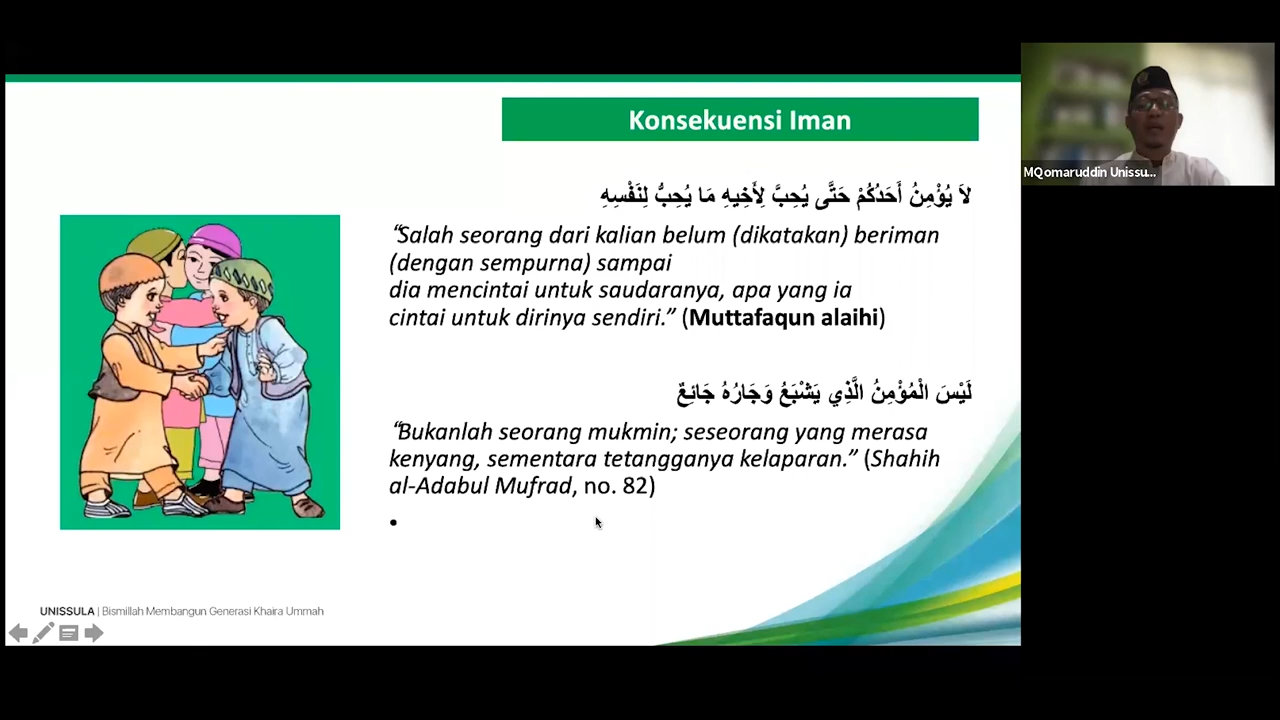 Konsekuensi Iman
MQomaruddin Unissu...
لاَ يُؤْمِنُ أَحَدُكُمْ حَتَّى يُحِبَّ لِأَخِيهِ مَا يُحِبُّ لِنَفْسِهِ
“Salah seorang dari kalian belum (dikatakan) beriman
(dengan sempurna) sampai
dia mencintai untuk saudaranya, apa yang ia
cintai untuk dirinya sendiri.” (Muttafaqun alaihi)
لَيْسَ الْمُؤْمِنُ الَّذِي يَشْبَعُ وَجَارُهُ جَائِعٌ
“Bukanlah seorang mukmin; seseorang yang merasa
kenyang, sementara tetangganya kelaparan.” (Shahih
al-Adabul Mufrad, no. 82)
•
UNISSULA | Bismillah Membangun Generasi Khaira Ummah